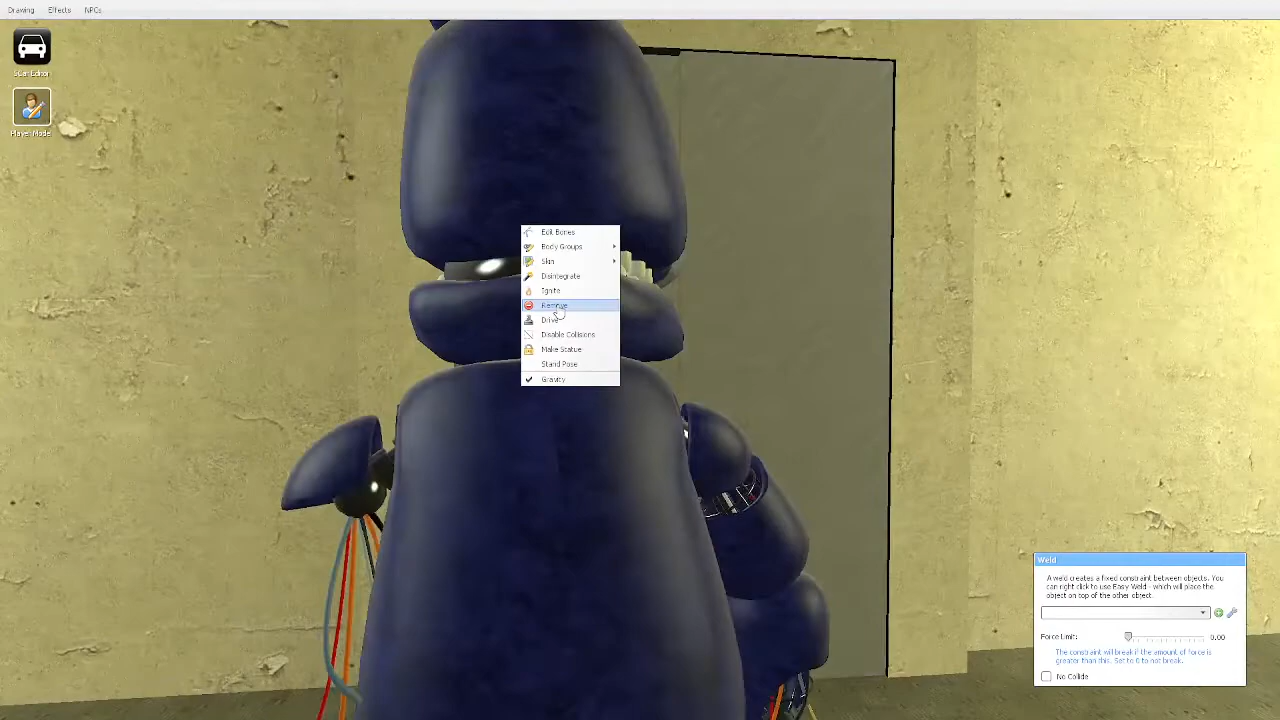 Drawing Effects NPCs
SCar Editor
Player Model
Edit Bones
Body Groups
Skin
Disintegrate
Ignite
Remove
Drive
Disable Collisions
Make Statue
Stand Pose
Gravity
Weld
A weld creates a fixed constraint between objects. You
can right click to use Easy Weld - which will place the
object on top of the other object.
Force Limit: 0.00
The constraint will break if the amount of force is
greater than this. Set to 0 to not break.
No Collide